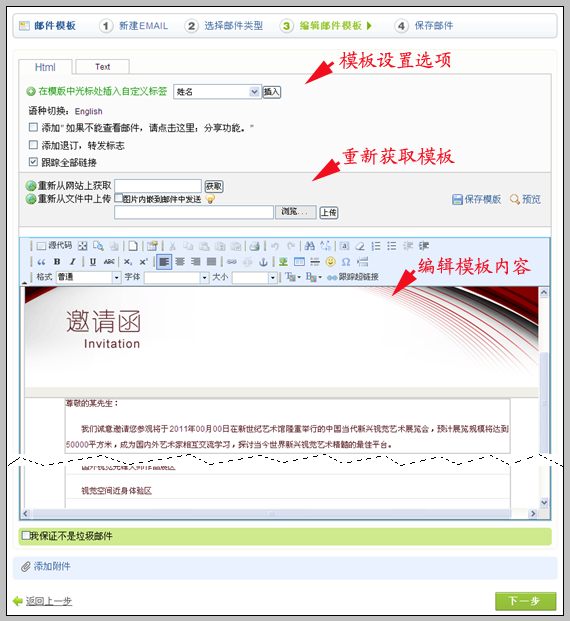 邮件模板 1 新建EMAIL 2 选择邮件类型 3 编辑邮件模板 4 保存邮件
模板设置选项
Html Text
在模版中光标处插入自定义标签 姓名 插入
语种切换：English
添加"如果不能查看邮件，请点击这里；分享功能。"
添加退订，转发标志
跟踪全部链接
重新获取模板
重新从网站上获取 获取
重新从文件中上传 图片内嵌到邮件中发送 保存模版 预览
浏览... 上传
源代码
编辑模板内容
B I U ABC X₂ X²
格式 普通 字体 大小 跟踪超链接
邀请函
Invitation
尊敬的某先生：
我们诚意邀请您参观将于2011年00月00日在新世纪艺术馆隆重举行的中国当代新兴视觉艺术展览会，预计展览规模将达到
50000平方米，成为国内外艺术家相互交流学习，探讨当今世界新兴视觉艺术精髓的最佳平台。
视觉空间近身体验区
我保证不是垃圾邮件
添加附件
返回上一步 下一步